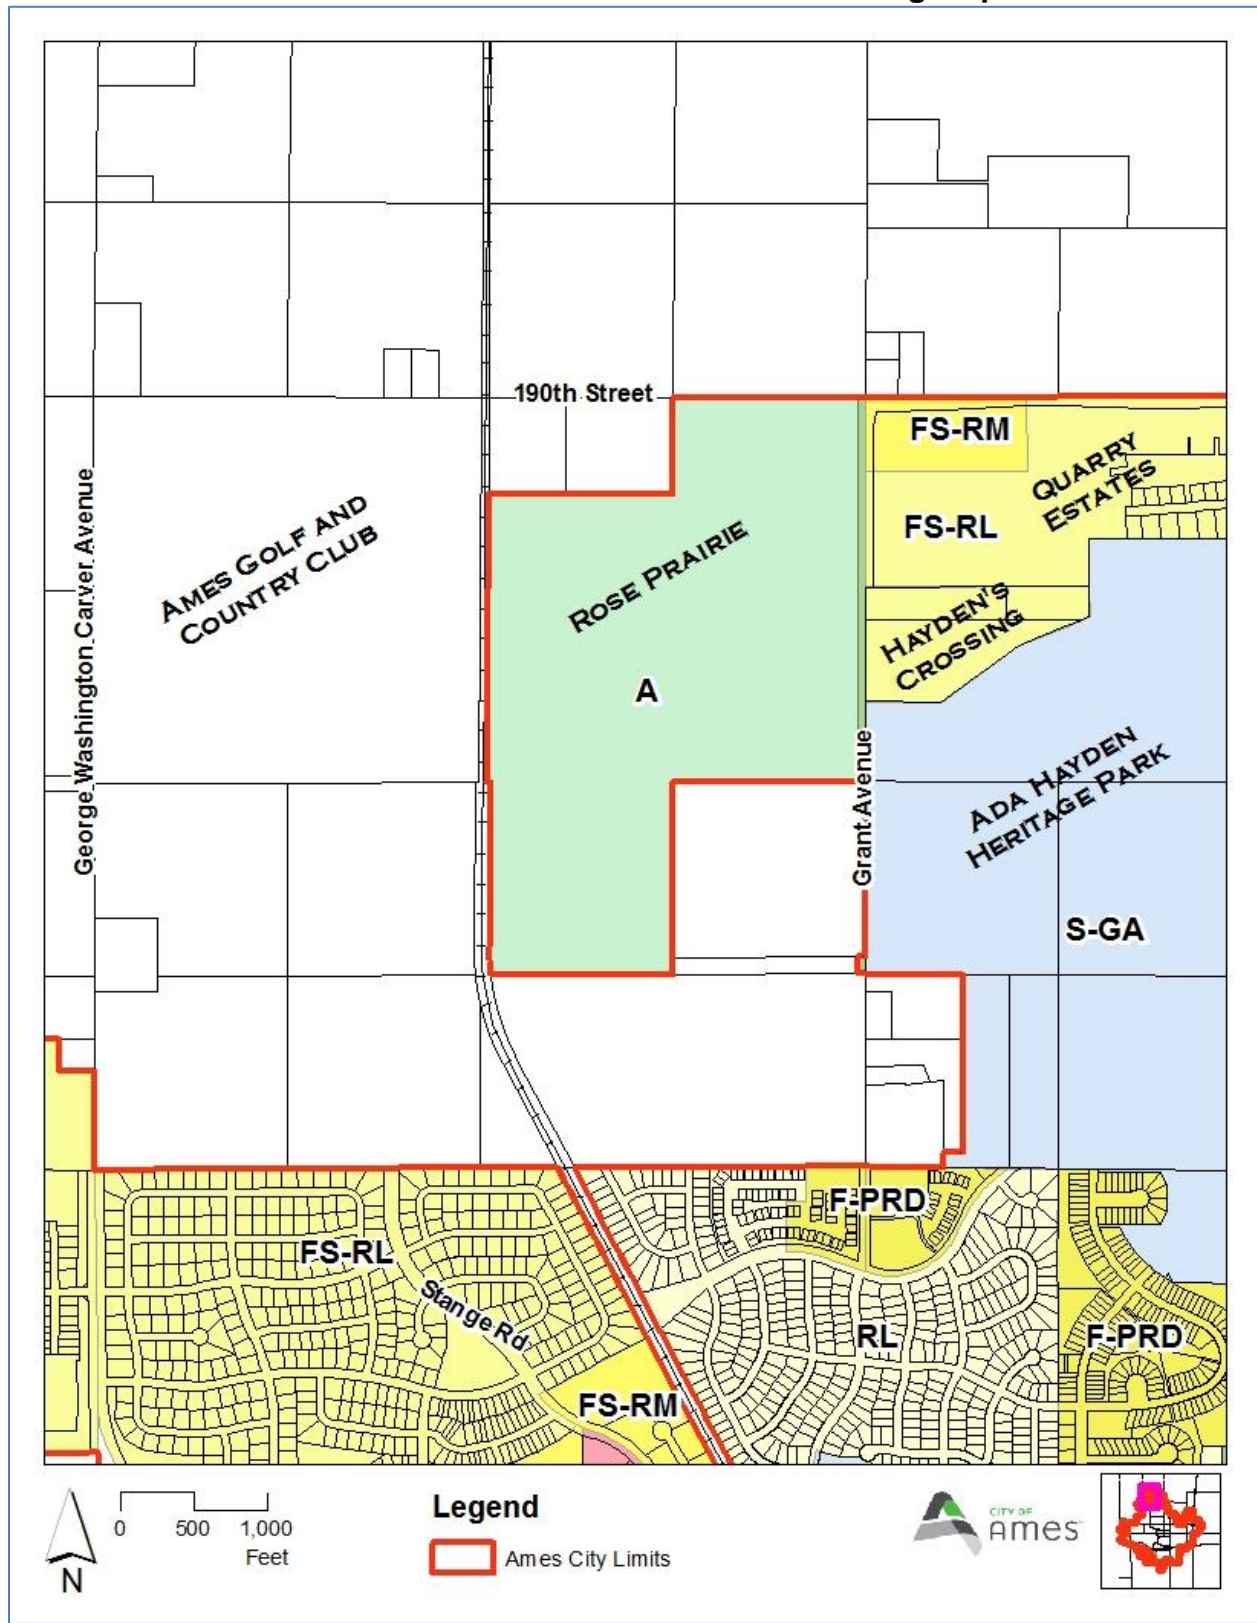 190th Street
FS-RM
QUARRY
ESTATES
FS-RL
AMES GOLF AND
COUNTRY CLUB
George Washington Carver Avenue
ROSE PRAIRIE
HAYDEN'S
CROSSING
A
Grant Avenue
ADA HAYDEN
HERITAGE PARK
S-GA
F-PRD
FS-RL
Stange Rd
RL
F-PRD
FS-RM
0 500 1,000
Feet
N
Legend
Ames City Limits
CITY OF
Ames